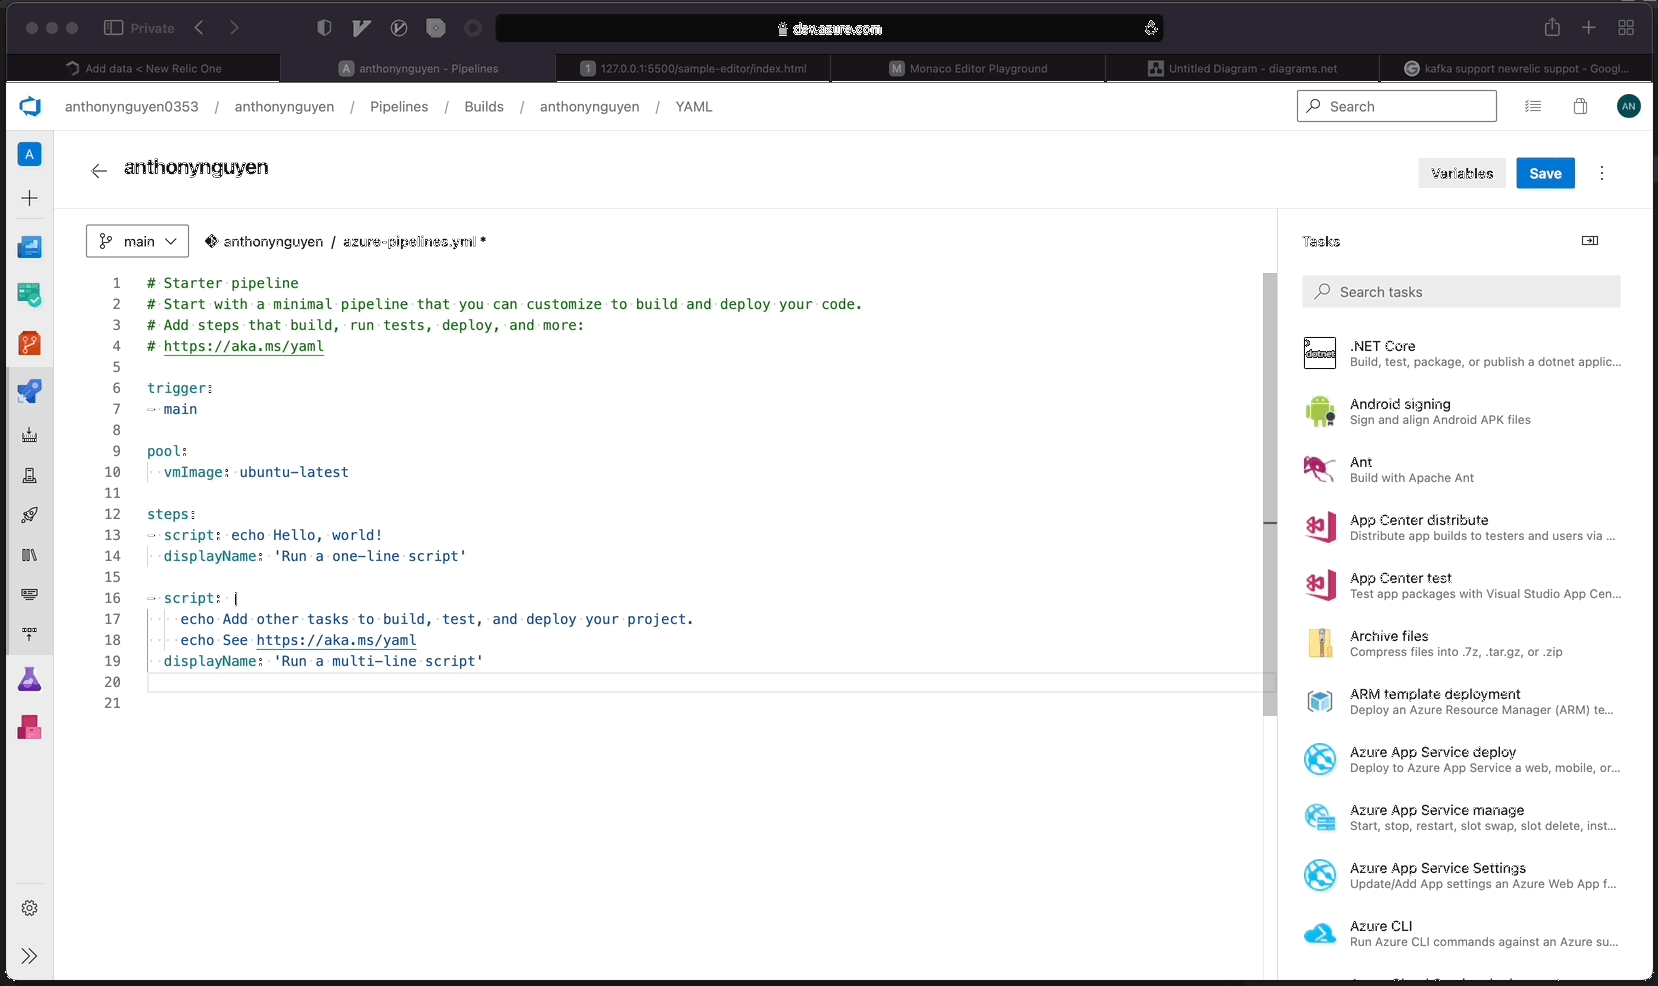 Private
dev.azure.com
Add data < New Relic One
A anthonynguyen - Pipelines
1 127.0.0.1:5500/sample-editor/index.html
M Monaco Editor Playground
Untitled Diagram - diagrams.net
G kafka support newrelic suppot - Googl...
anthonynguyen0353 / anthonynguyen / Pipelines / Builds / anthonynguyen / YAML
Search
AN
A
anthonynguyen
Variables
Save
main
anthonynguyen / azure-pipelines.yml *
1 # Starter pipeline
2 # Start with a minimal pipeline that you can customize to build and deploy your code.
3 # Add steps that build, run tests, deploy, and more:
4 # https://aka.ms/yaml
5
6 trigger:
7 - main
8
9 pool:
10 vmImage: ubuntu-latest
11
12 steps:
13 - script: echo Hello, world!
14 displayName: 'Run a one-line script'
15
16 - script: |
17 echo Add other tasks to build, test, and deploy your project.
18 echo See https://aka.ms/yaml
19 displayName: 'Run a multi-line script'
20
21
Tasks
Search tasks
dotnet
.NET Core
Build, test, package, or publish a dotnet applic...
Android signing
Sign and align Android APK files
Ant
Build with Apache Ant
App Center distribute
Distribute app builds to testers and users via ...
App Center test
Test app packages with Visual Studio App Cen...
Archive files
Compress files into .7z, .tar.gz, or .zip
ARM template deployment
Deploy an Azure Resource Manager (ARM) te...
Azure App Service deploy
Deploy to Azure App Service a web, mobile, or...
Azure App Service manage
Start, stop, restart, slot swap, slot delete, inst...
Azure App Service Settings
Update/Add App settings an Azure Web App f...
Azure CLI
Run Azure CLI commands against an Azure su...